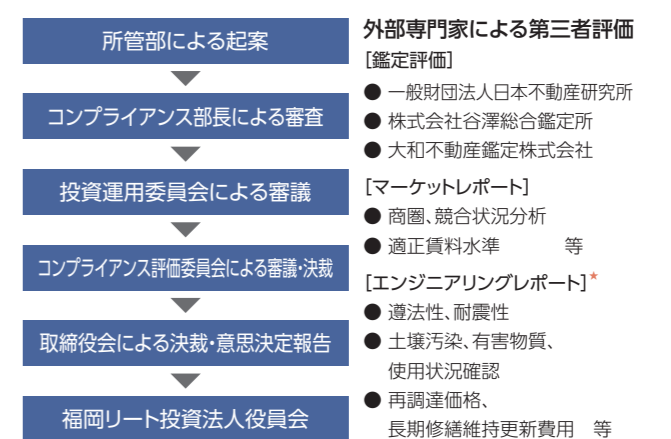 所管部による起案
コンプライアンス部長による審査
投資運用委員会による審議
コンプライアンス評価委員会による審議・決裁
取締役会による決裁・意思決定報告
福岡リート投資法人役員会
外部専門家による第三者評価
[鑑定評価]
● 一般財団法人日本不動産研究所
● 株式会社谷澤総合鑑定所
● 大和不動産鑑定株式会社
[マーケットレポート]
● 商圏、競合状況分析
● 適正賃料水準　　　等
[エンジニアリングレポート]★
● 遵法性、耐震性
● 土壌汚染、有害物質、
使用状況確認
● 再調達価格、
長期修繕維持更新費用　等